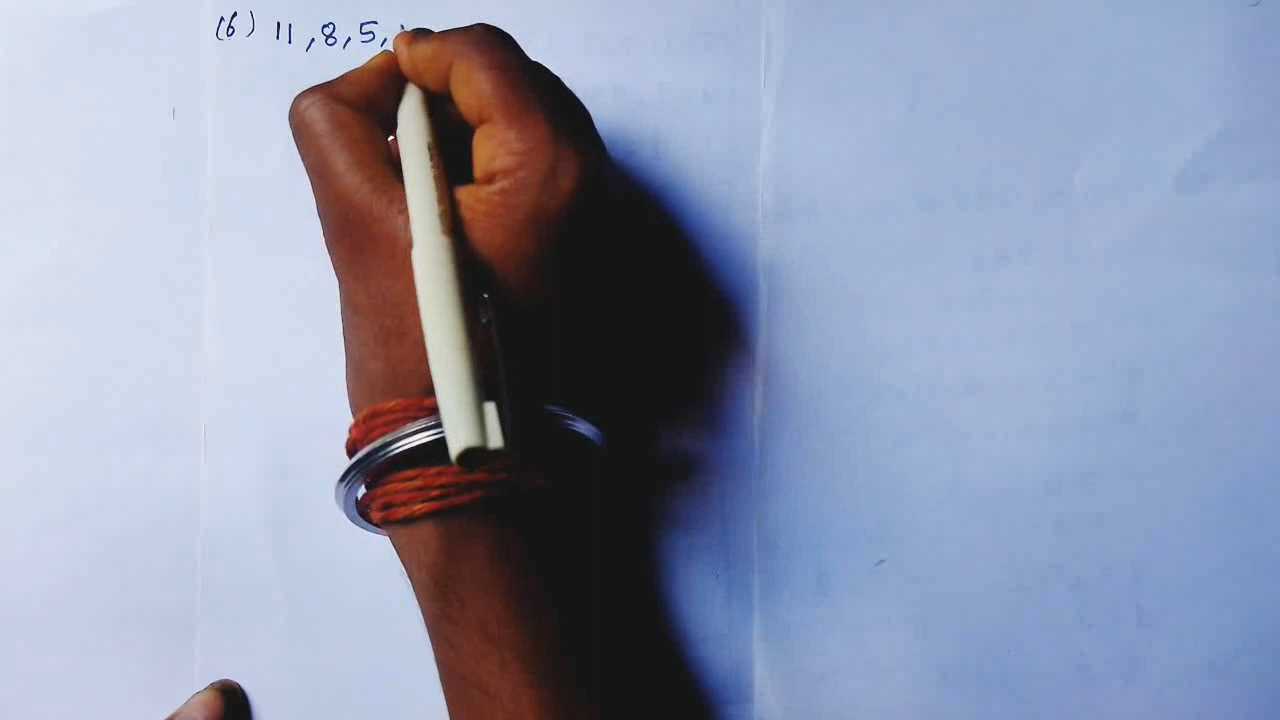 (6) 11, 8, 5,